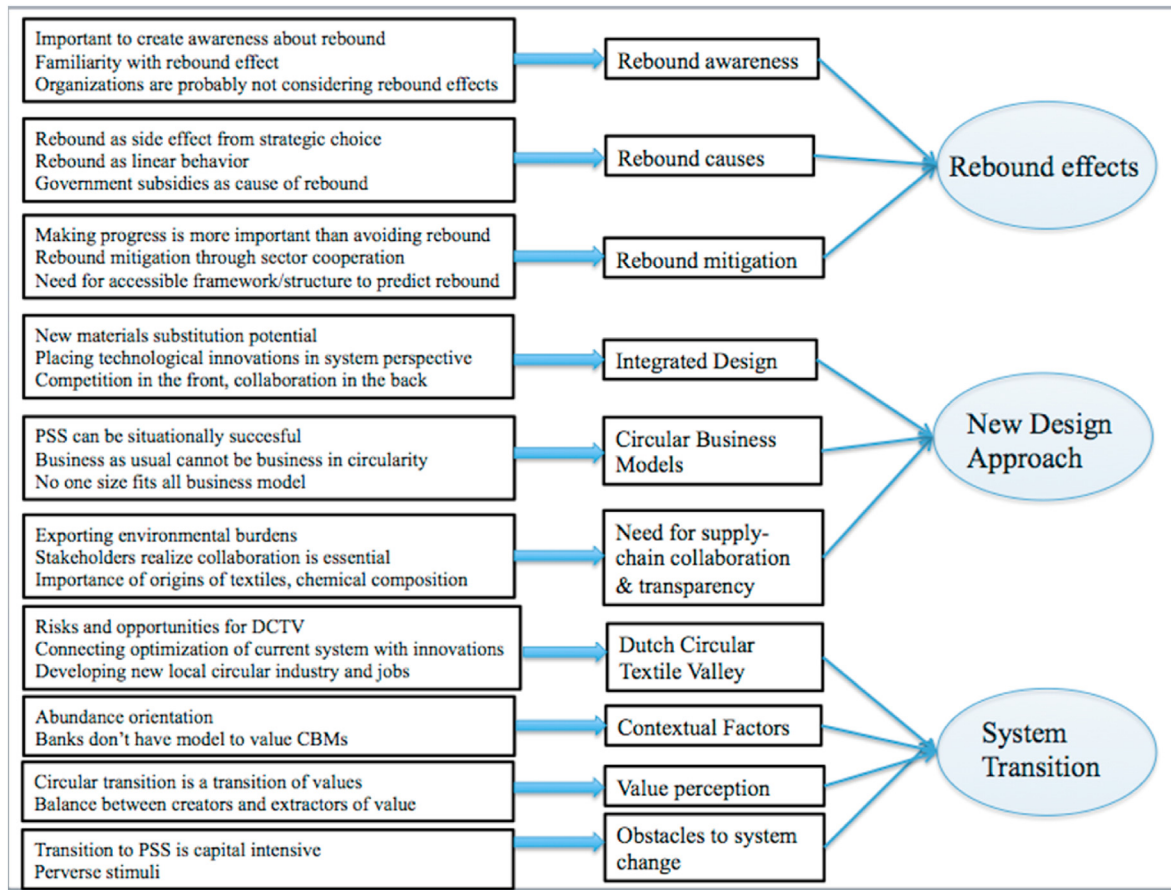 Important to create awareness about rebound
Familiarity with rebound effect
Organizations are probably not considering rebound effects
Rebound awareness
Rebound as side effect from strategic choice
Rebound as linear behavior
Government subsidies as cause of rebound
Rebound causes
Rebound effects
Making progress is more important than avoiding rebound
Rebound mitigation through sector cooperation
Need for accessible framework/structure to predict rebound
Rebound mitigation
New materials substitution potential
Placing technological innovations in system perspective
Competition in the front, collaboration in the back
Integrated Design
PSS can be situationally succesful
Business as usual cannot be business in circularity
No one size fits all business model
Circular Business
Models
New Design
Approach
Exporting environmental burdens
Stakeholders realize collaboration is essential
Importance of origins of textiles, chemical composition
Need for supply-
chain collaboration
& transparency
Risks and opportunities for DCTV
Connecting optimization of current system with innovations
Developing new local circular industry and jobs
Dutch Circular
Textile Valley
Abundance orientation
Banks don't have model to value CBMs
Contextual Factors
System
Transition
Circular transition is a transition of values
Balance between creators and extractors of value
Value perception
Transition to PSS is capital intensive
Perverse stimuli
Obstacles to system
change